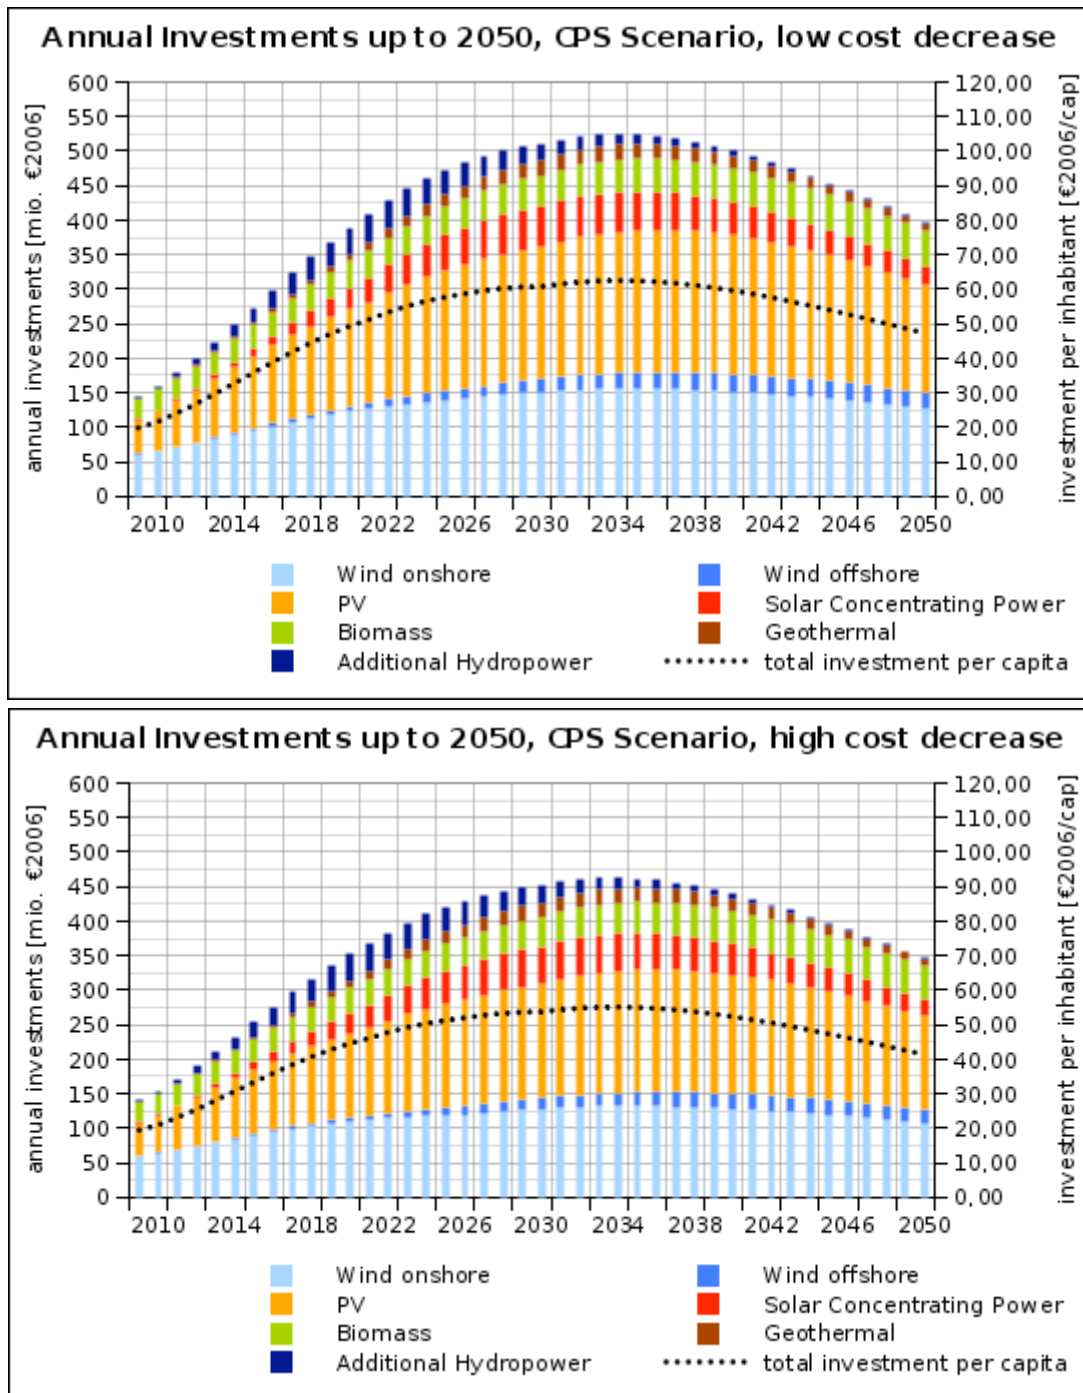 Annual Investments up to 2050, CPS Scenario, low cost decrease
annual investments [mio. €2006]
investment per inhabitant [€2006/cap]
600 120,00
550 110,00
500 100,00
450 90,00
400 80,00
350 70,00
300 60,00
250 50,00
200 40,00
150 30,00
100 20,00
50 10,00
0 0,00
2010 2014 2018 2022 2026 2030 2034 2038 2042 2046 2050
Wind onshore Wind offshore
PV Solar Concentrating Power
Biomass Geothermal
Additional Hydropower total investment per capita
Annual Investments up to 2050, CPS Scenario, high cost decrease
annual investments [mio. €2006]
investment per inhabitant [€2006/cap]
600 120,00
550 110,00
500 100,00
450 90,00
400 80,00
350 70,00
300 60,00
250 50,00
200 40,00
150 30,00
100 20,00
50 10,00
0 0,00
2010 2014 2018 2022 2026 2030 2034 2038 2042 2046 2050
Wind onshore Wind offshore
PV Solar Concentrating Power
Biomass Geothermal
Additional Hydropower total investment per capita